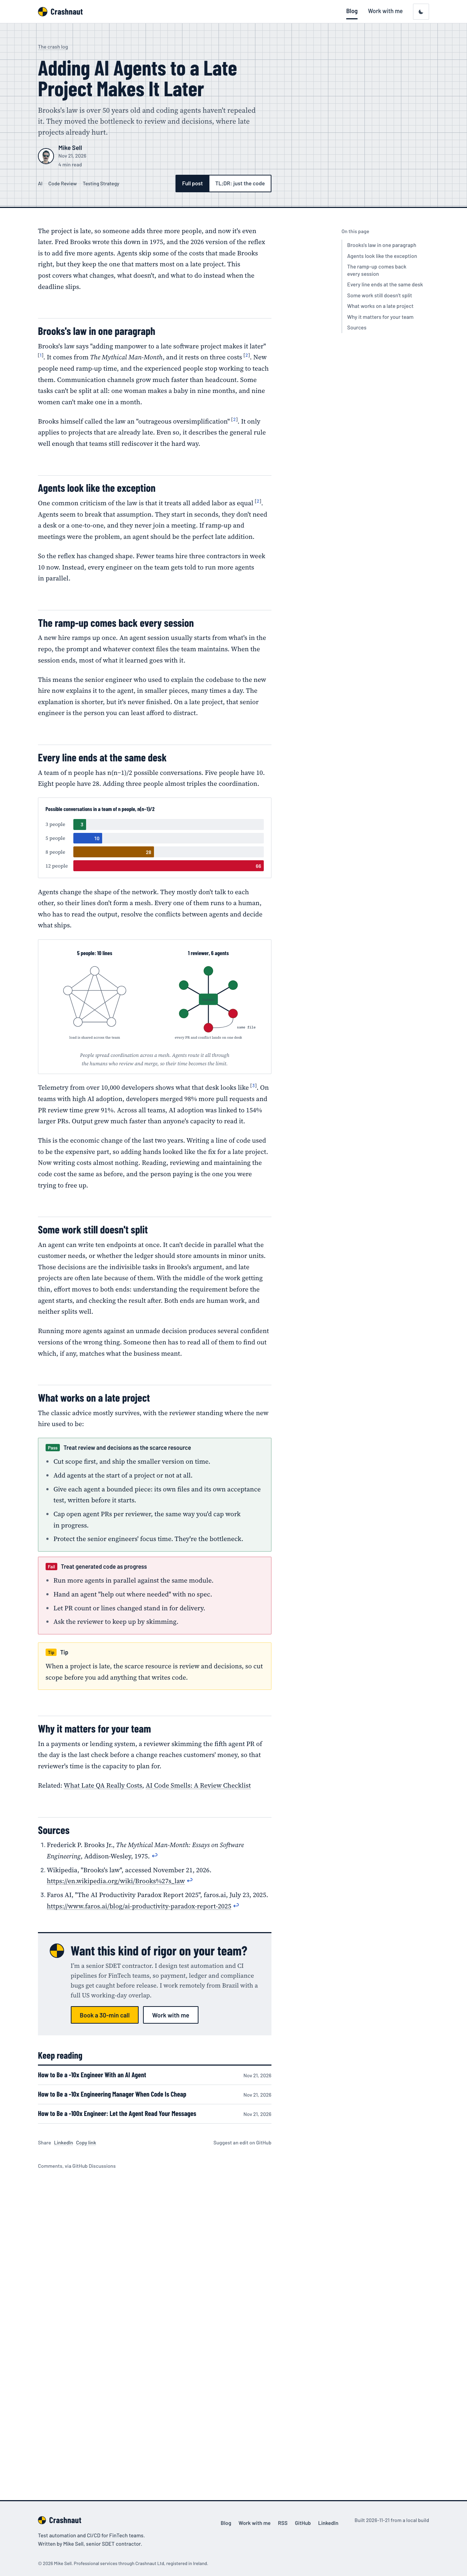 Crashnaut
Blog
Work with me
The crash log
Adding AI Agents to a Late
Project Makes It Later
Brooks's law is over 50 years old and coding agents haven't repealed
it. They moved the bottleneck to review and decisions, where late
projects already hurt.
Mike Sell
Nov 21, 2026
4 min read
AI
Code Review
Testing Strategy
Full post
TL;DR: just the code
The project is late, so someone adds three more people, and now it's even
later. Fred Brooks wrote this down in 1975, and the 2026 version of the reflex
is to add five more agents. Agents skip some of the costs that made Brooks
right, but they keep the one that matters most on a late project. This
post covers what changes, what doesn't, and what to do instead when the
deadline slips.
On this page
Brooks's law in one paragraph
Agents look like the exception
The ramp-up comes back
every session
Every line ends at the same desk
Some work still doesn't split
What works on a late project
Why it matters for your team
Sources
Brooks's law in one paragraph
Brooks's law says "adding manpower to a late software project makes it later"
[1]. It comes from The Mythical Man-Month, and it rests on three costs [2]. New
people need ramp-up time, and the experienced people stop working to teach
them. Communication channels grow much faster than headcount. Some
tasks can't be split at all: one woman makes a baby in nine months, and nine
women can't make one in a month.
Brooks himself called the law an "outrageous oversimplification" [2]. It only
applies to projects that are already late. Even so, it describes the general rule
well enough that teams still rediscover it the hard way.
Agents look like the exception
One common criticism of the law is that it treats all added labor as equal [2].
Agents seem to break that assumption. They start in seconds, they don't need
a desk or a one-to-one, and they never join a meeting. If ramp-up and
meetings were the problem, an agent should be the perfect late addition.
So the reflex has changed shape. Fewer teams hire three contractors in week
10 now. Instead, every engineer on the team gets told to run more agents
in parallel.
The ramp-up comes back every session
A new hire ramps up once. An agent session usually starts from what's in the
repo, the prompt and whatever context files the team maintains. When the
session ends, most of what it learned goes with it.
This means the senior engineer who used to explain the codebase to the new
hire now explains it to the agent, in smaller pieces, many times a day. The
explanation is shorter, but it's never finished. On a late project, that senior
engineer is the person you can least afford to distract.
Every line ends at the same desk
A team of n people has n(n−1)/2 possible conversations. Five people have 10.
Eight people have 28. Adding three people almost triples the coordination.
Possible conversations in a team of n people, n(n-1)/2
3 people
3
5 people
10
8 people
28
12 people
66
Agents change the shape of the network. They mostly don't talk to each
other, so their lines don't form a mesh. Every one of them runs to a human,
who has to read the output, resolve the conflicts between agents and decide
what ships.
5 people: 10 lines
1 reviewer, 6 agents
same file
load is shared across the team
every PR and conflict lands on one desk
People spread coordination across a mesh. Agents route it all through
the humans who review and merge, so their time becomes the limit.
Telemetry from over 10,000 developers shows what that desk looks like [3]. On
teams with high AI adoption, developers merged 98% more pull requests and
PR review time grew 91%. Across all teams, AI adoption was linked to 154%
larger PRs. Output grew much faster than anyone's capacity to read it.
This is the economic change of the last two years. Writing a line of code used
to be the expensive part, so adding hands looked like the fix for a late project.
Now writing costs almost nothing. Reading, reviewing and maintaining the
code cost the same as before, and the person paying is the one you were
trying to free up.
Some work still doesn't split
An agent can write ten endpoints at once. It can't decide in parallel what the
customer needs, or whether the ledger should store amounts in minor units.
Those decisions are the indivisible tasks in Brooks's argument, and late
projects are often late because of them. With the middle of the work getting
thin, effort moves to both ends: understanding the requirement before the
agent starts, and checking the result after. Both ends are human work, and
neither splits well.
Running more agents against an unmade decision produces several confident
versions of the wrong thing. Someone then has to read all of them to find out
which, if any, matches what the business meant.
What works on a late project
The classic advice mostly survives, with the reviewer standing where the new
hire used to be:
Pass
Treat review and decisions as the scarce resource
• Cut scope first, and ship the smaller version on time.
• Add agents at the start of a project or not at all.
• Give each agent a bounded piece: its own files and its own acceptance
test, written before it starts.
• Cap open agent PRs per reviewer, the same way you'd cap work
in progress.
• Protect the senior engineers' focus time. They're the bottleneck.
Fail
Treat generated code as progress
• Run more agents in parallel against the same module.
• Hand an agent "help out where needed" with no spec.
• Let PR count or lines changed stand in for delivery.
• Ask the reviewer to keep up by skimming.
Tip
Tip
When a project is late, the scarce resource is review and decisions, so cut
scope before you add anything that writes code.
Why it matters for your team
In a payments or lending system, a reviewer skimming the fifth agent PR of
the day is the last check before a change reaches customers' money, so that
reviewer's time is the capacity to plan for.
Related: What Late QA Really Costs, AI Code Smells: A Review Checklist
Sources
1. Frederick P. Brooks Jr., The Mythical Man-Month: Essays on Software
Engineering, Addison-Wesley, 1975. ↩
2. Wikipedia, "Brooks's law", accessed November 21, 2026.
https://en.wikipedia.org/wiki/Brooks%27s_law ↩
3. Faros AI, "The AI Productivity Paradox Report 2025", faros.ai, July 23, 2025.
https://www.faros.ai/blog/ai-productivity-paradox-report-2025 ↩
Want this kind of rigor on your team?
I'm a senior SDET contractor. I design test automation and CI
pipelines for FinTech teams, so payment, ledger and compliance
bugs get caught before release. I work remotely from Brazil with a
full US working-day overlap.
Book a 30-min call
Work with me
Keep reading
How to Be a -10x Engineer With an AI Agent
Nov 21, 2026
How to Be a -10x Engineering Manager When Code Is Cheap
Nov 21, 2026
How to Be a -100x Engineer: Let the Agent Read Your Messages
Nov 21, 2026
Share
LinkedIn
Copy link
Suggest an edit on GitHub
Comments, via GitHub Discussions
Crashnaut
Test automation and CI/CD for FinTech teams.
Written by Mike Sell, senior SDET contractor.
Blog
Work with me
RSS
GitHub
LinkedIn
Built 2026-11-21 from a local build
© 2026 Mike Sell. Professional services through Crashnaut Ltd, registered in Ireland.